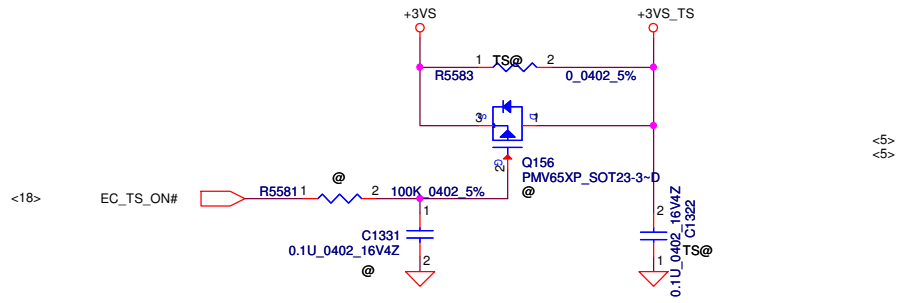 +3VS
+3VS_TS
1 TS@ 2
R5583 0_0402_5%
3 S D 1
G 2
Q156
PMV65XP_SOT23-3~D
@
<5>
<5>
<18> EC_TS_ON# R5581 1 @ 2 100K_0402_5%
1
C1331
0.1U_0402_16V4Z
@
2
2
0.1U_0402_16V4Z
C1322
TS@
1